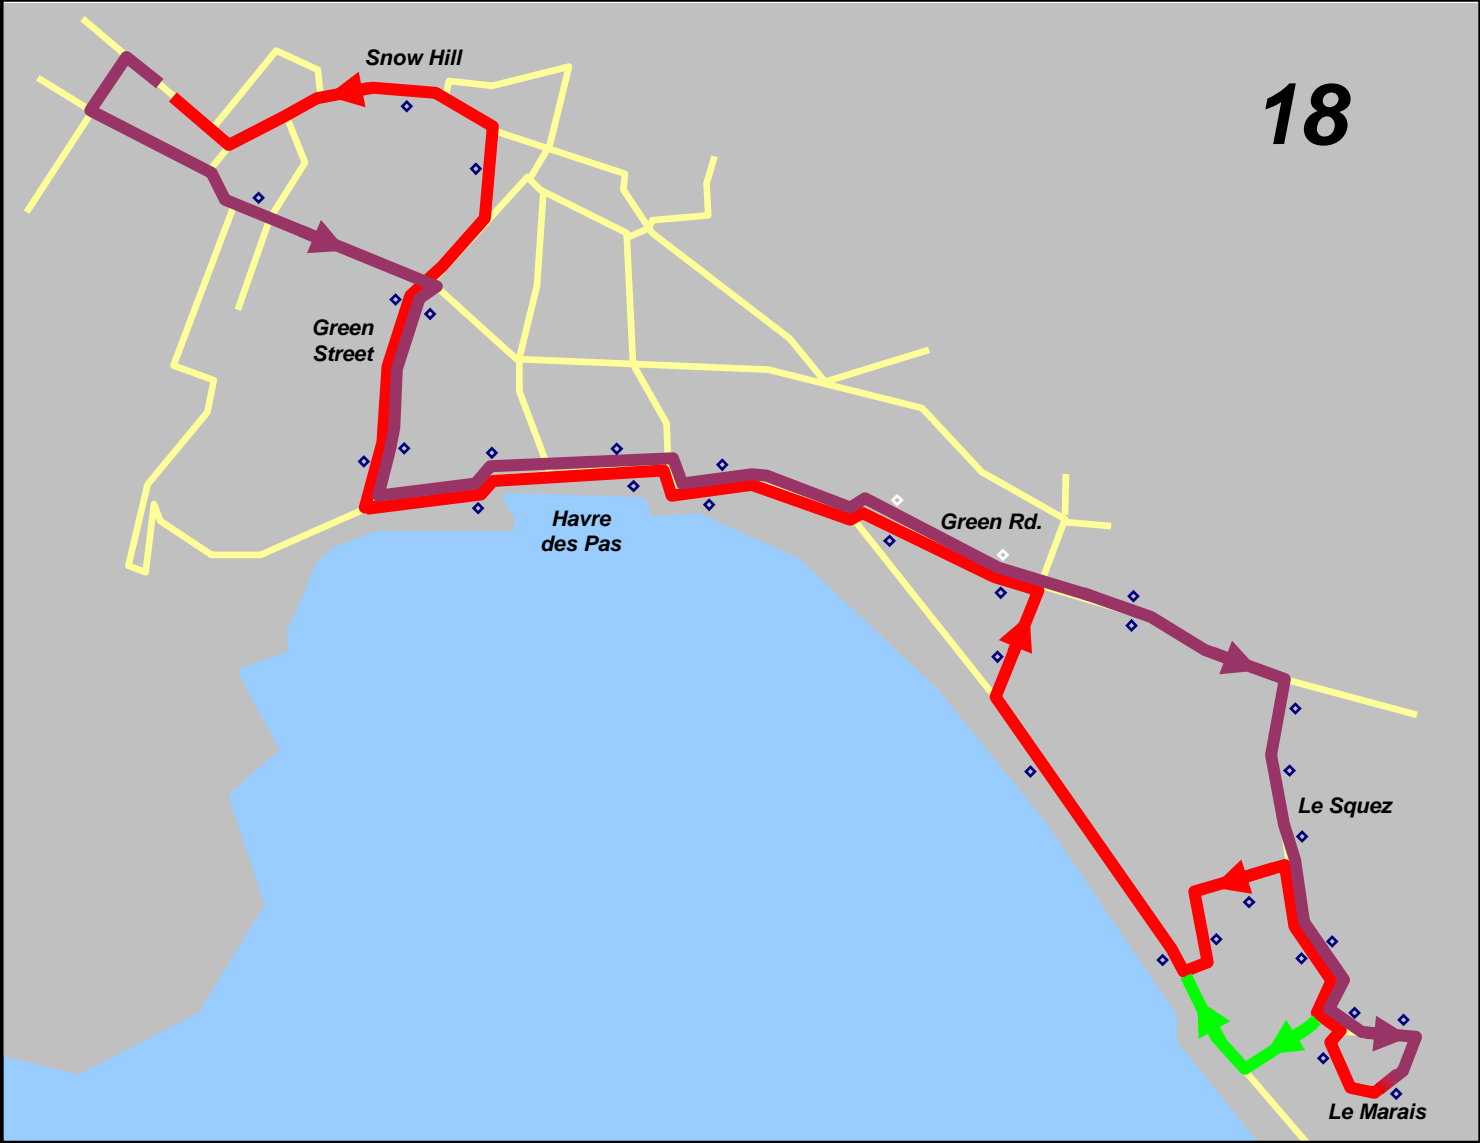 Snow Hill
18
Green
Street
Havre
des Pas
Green Rd.
Le Squez
Le Marais